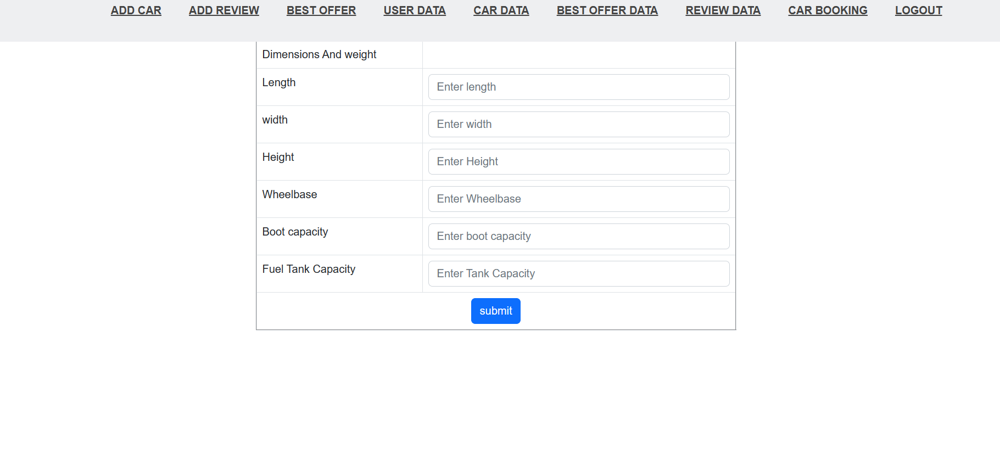 ADD CAR ADD REVIEW BEST OFFER USER DATA CAR DATA BEST OFFER DATA REVIEW DATA CAR BOOKING LOGOUT
Dimensions And weight
Length Enter length
width Enter width
Height Enter Height
Wheelbase Enter Wheelbase
Boot capacity Enter boot capacity
Fuel Tank Capacity Enter Tank Capacity
submit